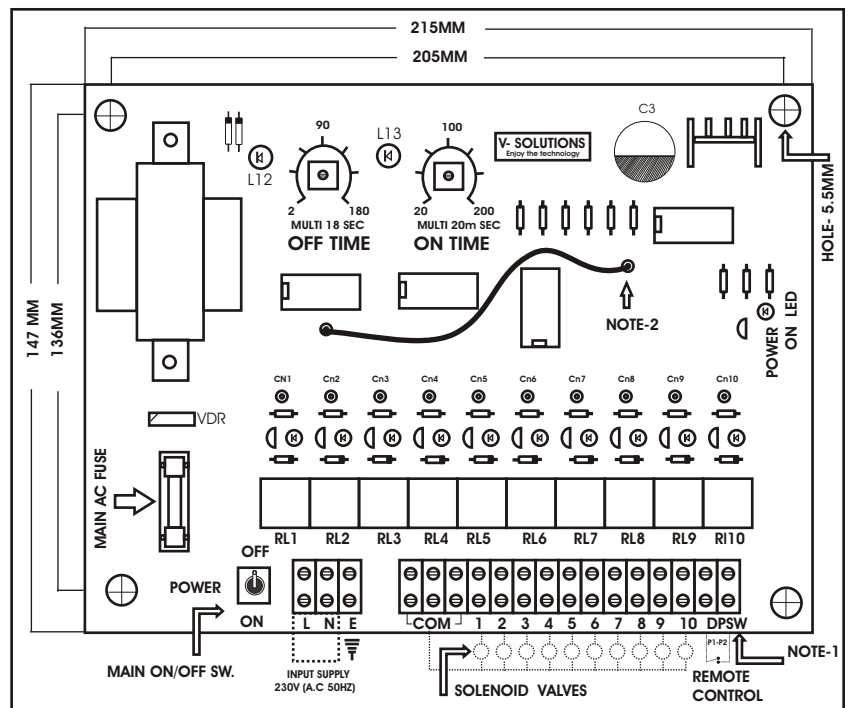 215MM
205MM
147 MM
136MM
HOLE- 5.5MM
C3
90
100
L12
L13
V- SOLUTIONS
Enjoy the technology
2 180
MULTI 18 SEC
OFF TIME
20 200
MULTI 20m SEC
ON TIME
NOTE-2
POWER
ON LED
CN1 Cn2 Cn3 Cn4 Cn5 Cn6 Cn7 Cn8 Cn9 Cn10
VDR
MAIN AC FUSE
RL1 RL2 RL3 RL4 RL5 RL6 RL7 RL8 RL9 Rl10
OFF
POWER
ON
L N E
COM 1 2 3 4 5 6 7 8 9 10 DPSW
P1-P2
NOTE-1
MAIN ON/OFF SW.
INPUT SUPPLY
230V (A.C 50HZ)
SOLENOID VALVES
REMOTE
CONTROL